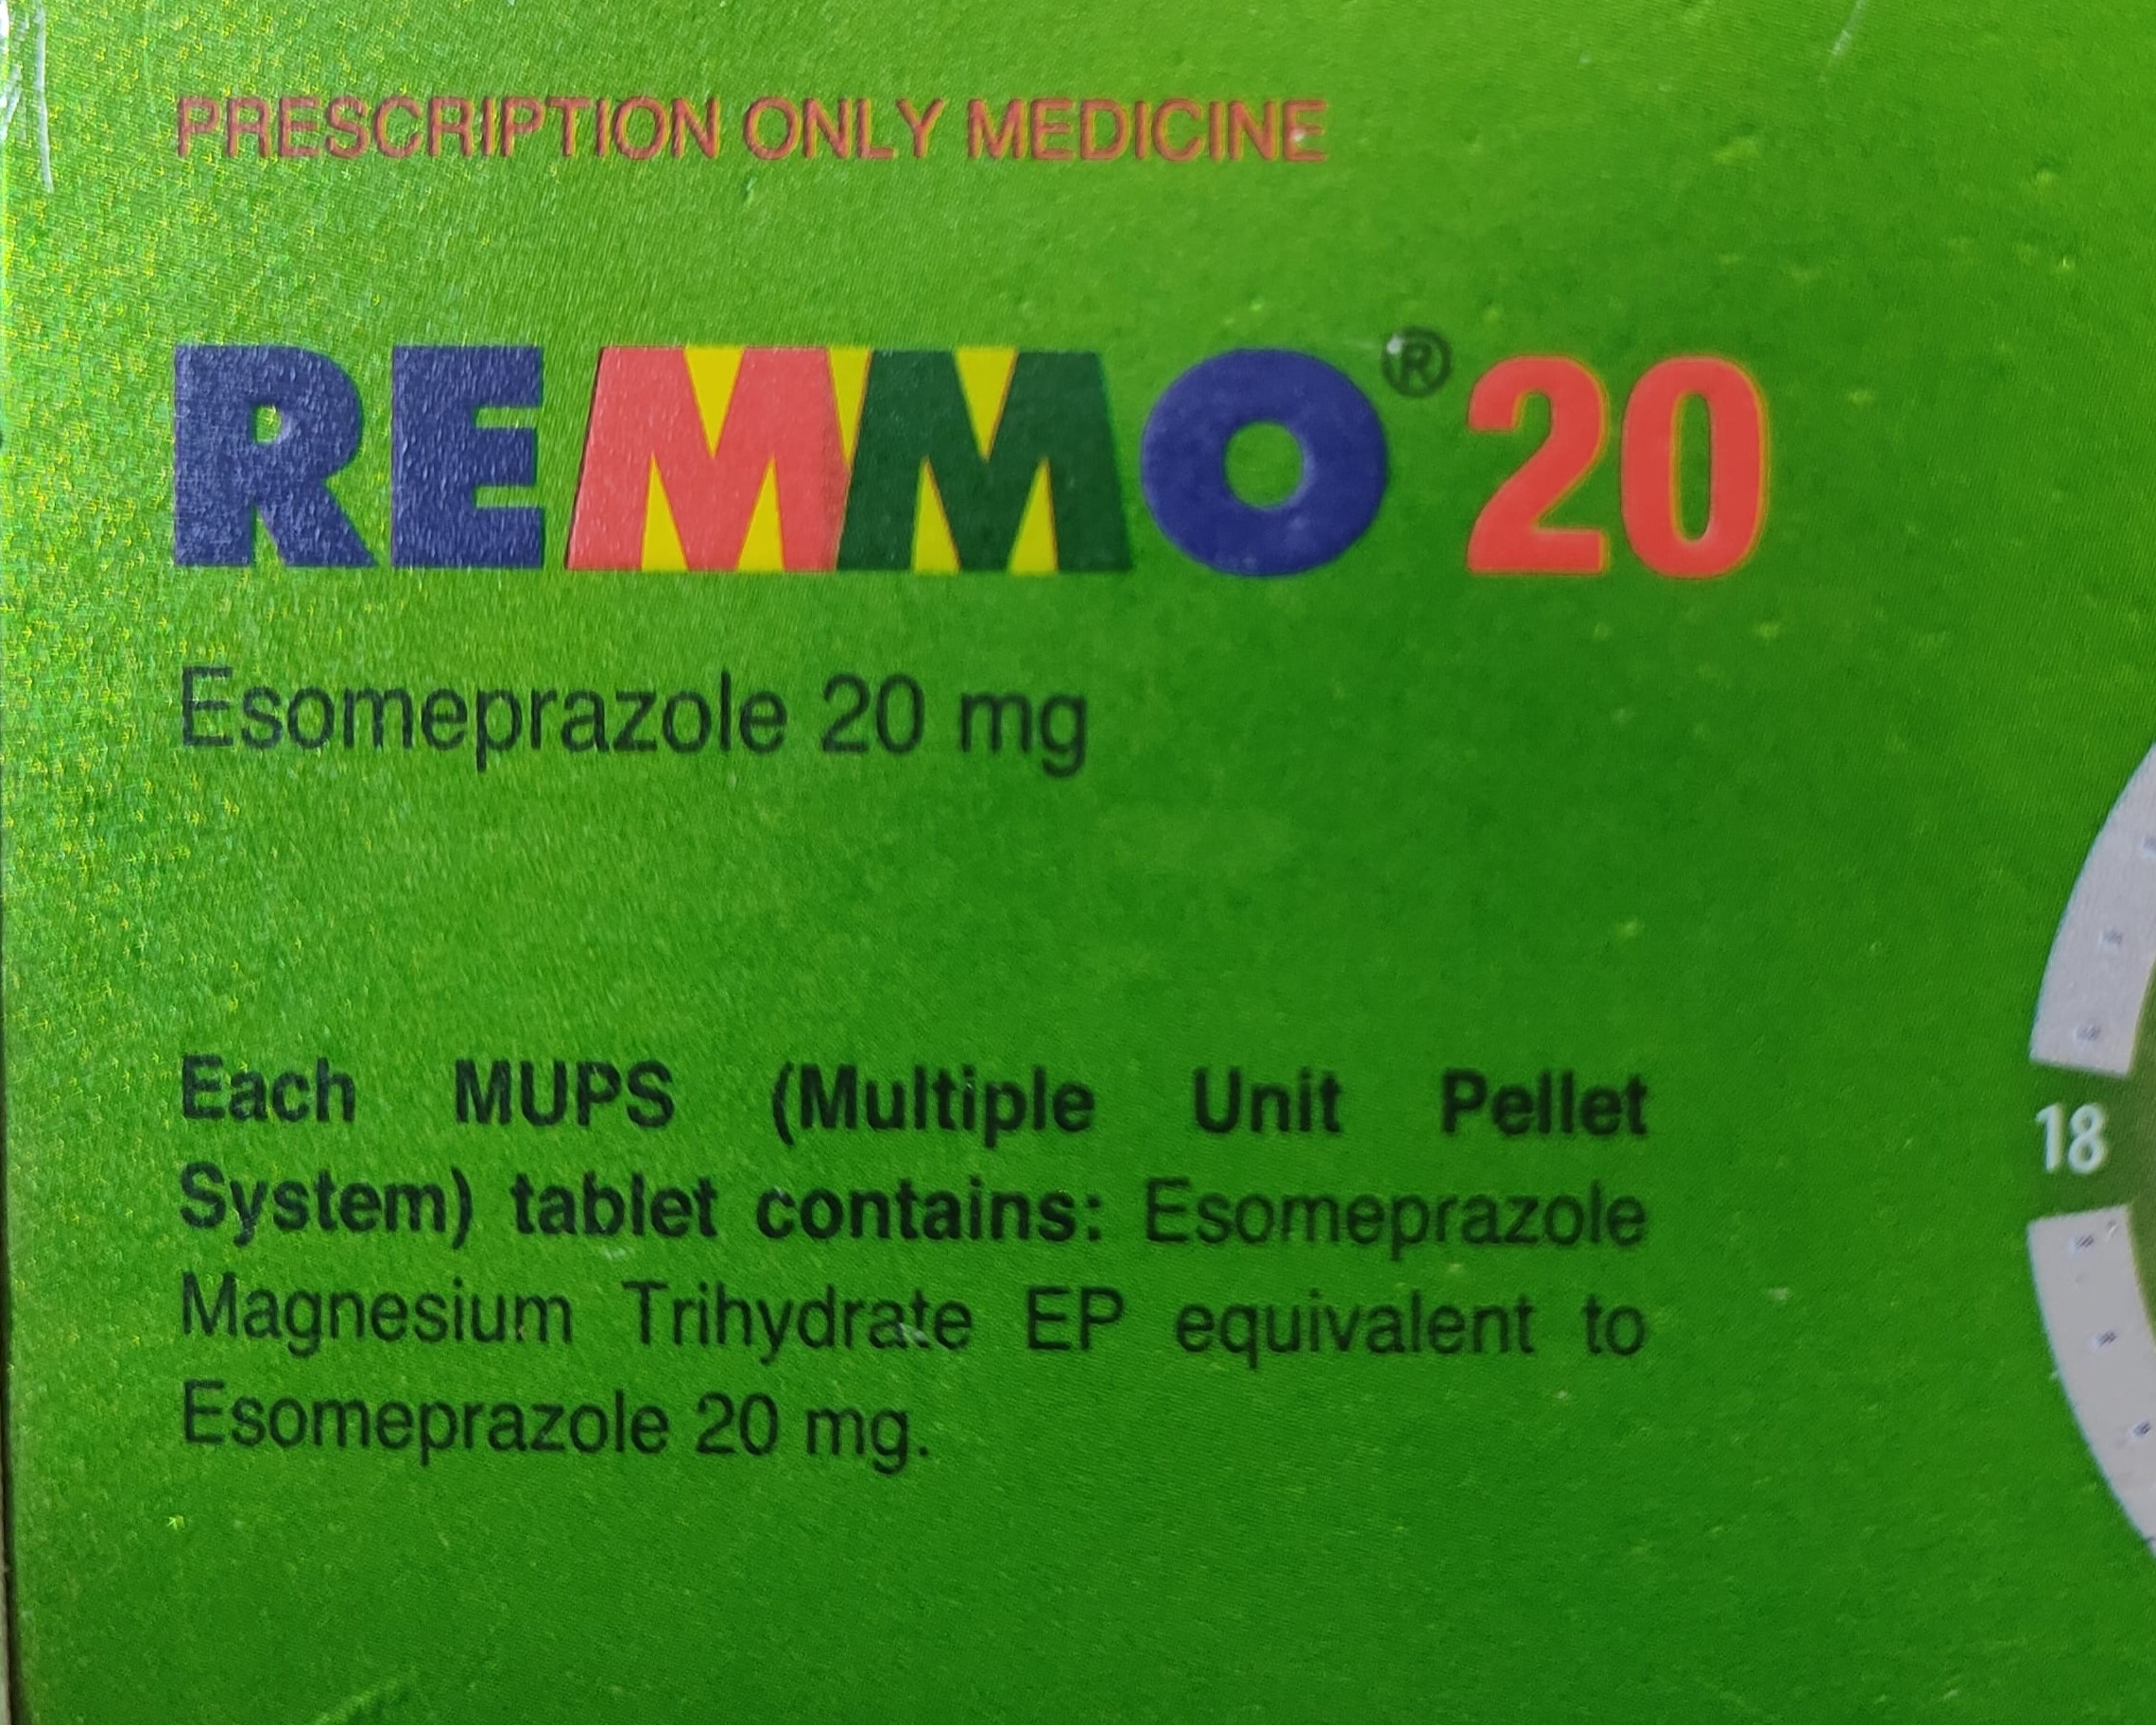 PRESCRIPTION ONLY MEDICINE
REMMO® 20
Esomeprazole 20 mg
Each MUPS (Multiple Unit Pellet
System) tablet contains: Esomeprazole
Magnesium Trihydrate EP equivalent to
Esomeprazole 20 mg.
18